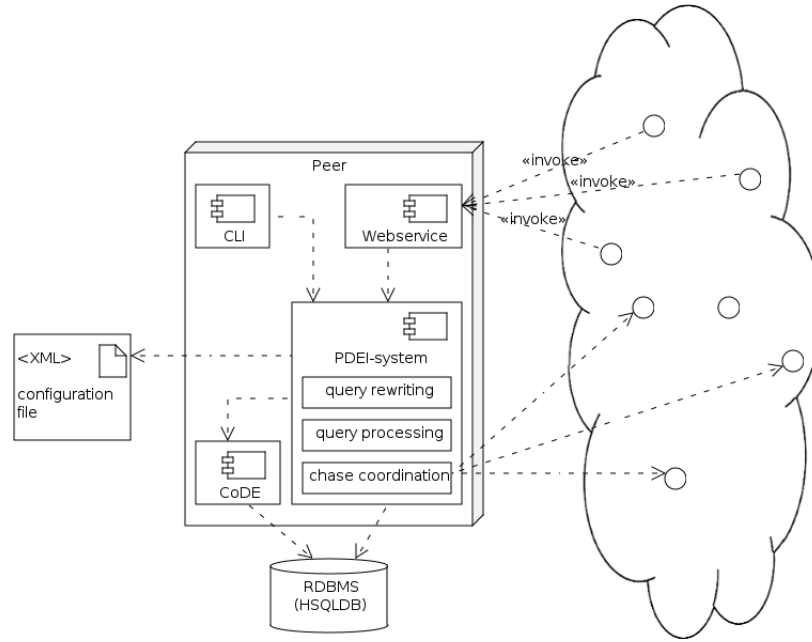 Peer
«invoke»
«invoke»
«invoke»
CLI
Webservice
<XML>
configuration
file
PDEI-system
query rewriting
query processing
chase coordination
CoDE
RDBMS
(HSQLDB)